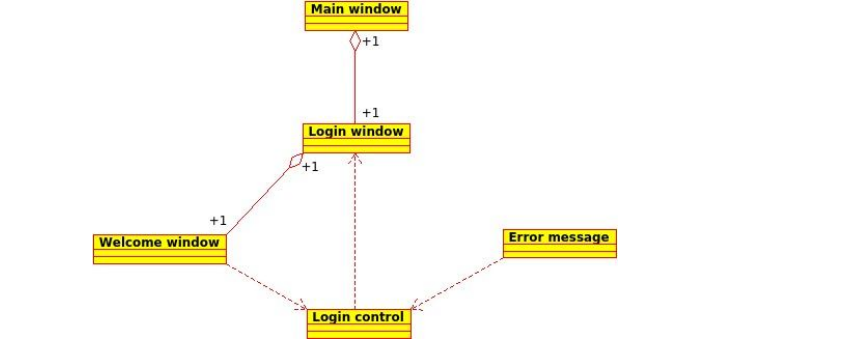 Main window
+1
+1
Login window
+1
+1
Welcome window
Error message
Login control